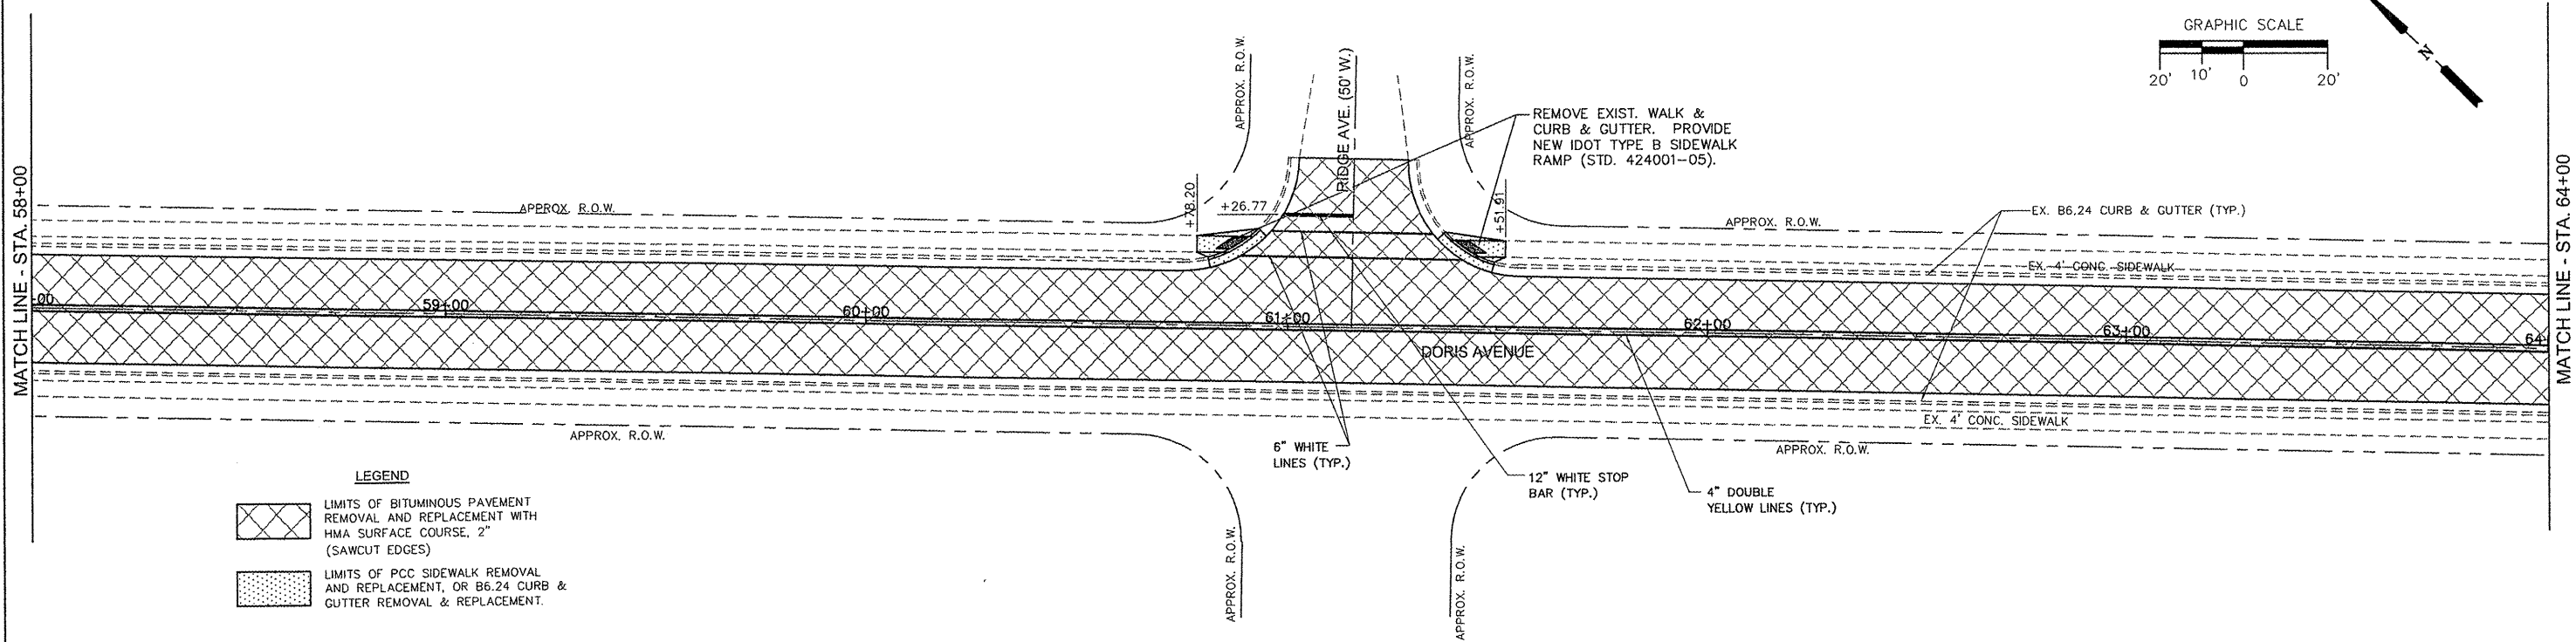 GRAPHIC SCALE
20' 10' 0 20'
N
MATCH LINE - STA. 58+00
MATCH LINE - STA. 64+00
APPROX. R.O.W.
RIDGE AVE. (50' W.)
APPROX. R.O.W.
REMOVE EXIST. WALK &
CURB & GUTTER. PROVIDE
NEW IDOT TYPE B SIDEWALK
RAMP (STD. 424001-05).
APPROX. R.O.W.
+78.20
+26.77
+51.91
APPROX. R.O.W.
EX. B6.24 CURB & GUTTER (TYP.)
EX. 4' CONC. SIDEWALK
-00
59+00
60+00
61+00
62+00
63+00
64
DORIS AVENUE
EX. 4' CONC. SIDEWALK
APPROX. R.O.W.
APPROX. R.O.W.
6" WHITE
LINES (TYP.)
12" WHITE STOP
BAR (TYP.)
4" DOUBLE
YELLOW LINES (TYP.)
APPROX. R.O.W.
APPROX. R.O.W.
LEGEND
LIMITS OF BITUMINOUS PAVEMENT
REMOVAL AND REPLACEMENT WITH
HMA SURFACE COURSE, 2"
(SAWCUT EDGES)
LIMITS OF PCC SIDEWALK REMOVAL
AND REPLACEMENT, OR B6.24 CURB &
GUTTER REMOVAL & REPLACEMENT.